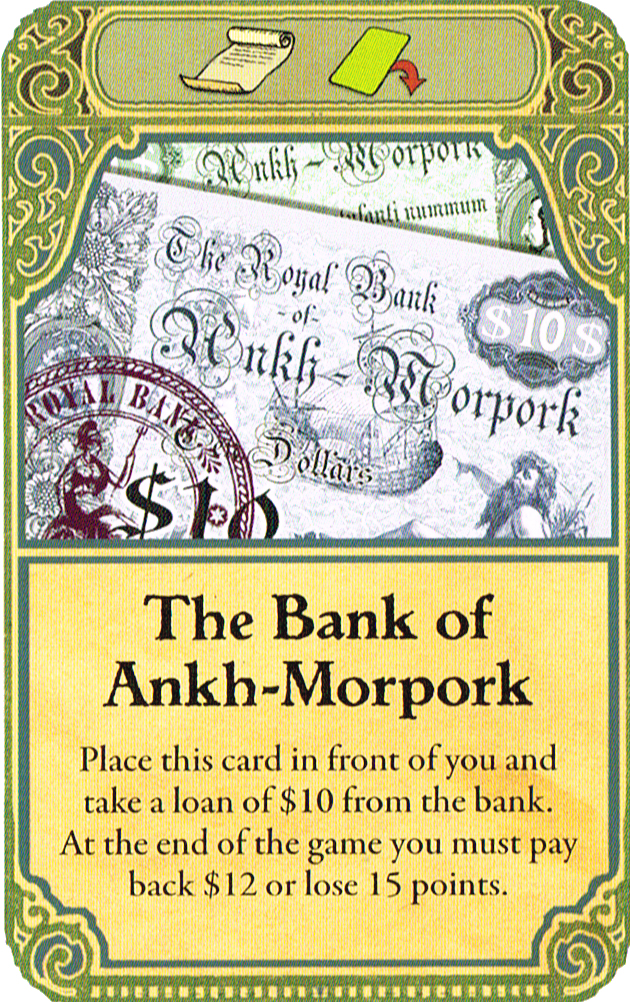 Ankh-Morpork
nummum
The Royal Bank
-of-
Ankh-Morpork
$10$
Dollars
ROYAL BANK
$10
The Bank of
Ankh-Morpork
Place this card in front of you and
take a loan of $10 from the bank.
At the end of the game you must pay
back $12 or lose 15 points.